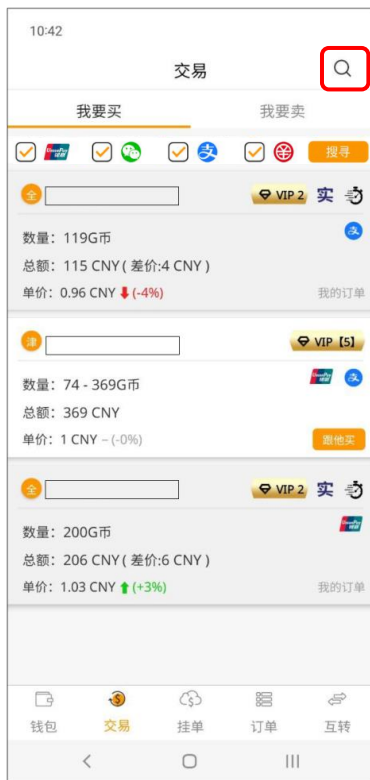 10:42
交易
我要买 我要卖
搜寻
全 VIP 2 实
支
数量：119G币
总额：115 CNY ( 差价:4 CNY )
单价：0.96 CNY (-4%) 我的订单
津 VIP【5】
支
数量：74 - 369G币
总额：369 CNY
单价：1 CNY – (-0%) 跟他买
全 VIP 2 实
数量：200G币
总额：206 CNY ( 差价:6 CNY )
单价：1.03 CNY (+3%) 我的订单
钱包 交易 挂单 订单 互转